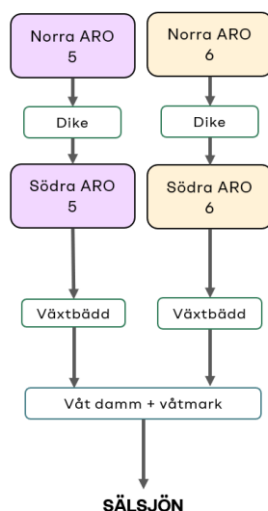 Norra ARO
5
Norra ARO
6
Dike
Dike
Södra ARO
5
Södra ARO
6
Växtbädd
Växtbädd
Våt damm + våtmark
SÄLSJÖN